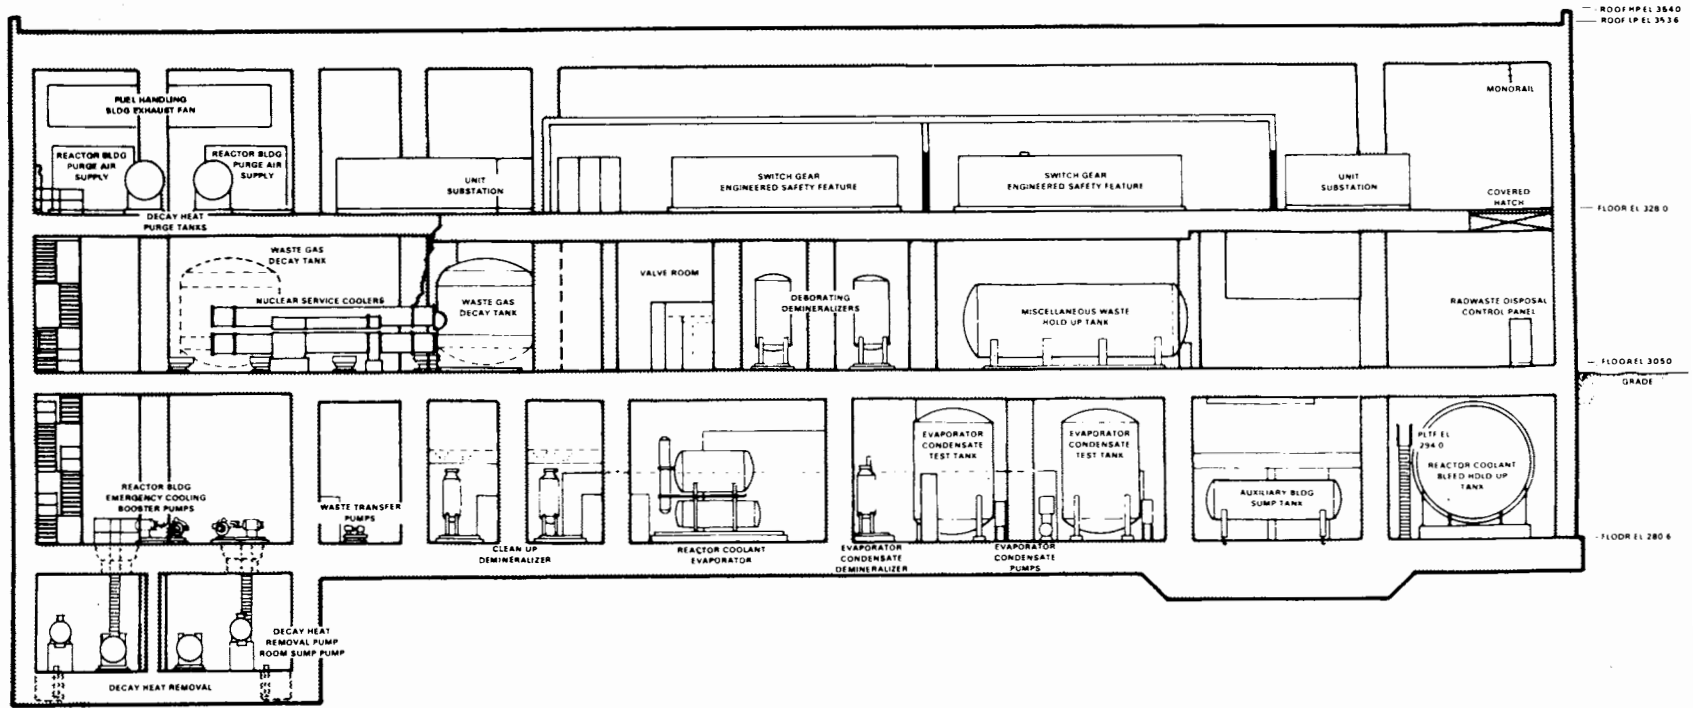 ROOF HP EL 3640
ROOF LP EL 3536
MONORAIL
FUEL HANDLING
BLDG EXHAUST FAN
REACTOR BLDG
PURGE AIR
SUPPLY
REACTOR BLDG
PURGE AIR
SUPPLY
UNIT
SUBSTATION
SWITCH GEAR
ENGINEERED SAFETY FEATURE
SWITCH GEAR
ENGINEERED SAFETY FEATURE
UNIT
SUBSTATION
COVERED
HATCH
FLOOR EL 328 0
DECAY HEAT
PURGE TANKS
WASTE GAS
DECAY TANK
NUCLEAR SERVICE COOLERS
WASTE GAS
DECAY TANK
VALVE ROOM
DEBORATING
DEMINERALIZERS
MISCELLANEOUS WASTE
HOLD UP TANK
RADWASTE DISPOSAL
CONTROL PANEL
FLOOR EL 3050
GRADE
REACTOR BLDG
EMERGENCY COOLING
BOOSTER PUMPS
WASTE TRANSFER
PUMPS
CLEAN UP
DEMINERALIZER
REACTOR COOLANT
EVAPORATOR
EVAPORATOR
CONDENSATE
DEMINERALIZER
EVAPORATOR
CONDENSATE
TEST TANK
EVAPORATOR
CONDENSATE
PUMPS
EVAPORATOR
CONDENSATE
TEST TANK
AUXILIARY BLDG
SUMP TANK
PLTF EL
294.0
REACTOR COOLANT
BLEED HOLD UP
TANK
FLOOR EL 280 6
DECAY HEAT
REMOVAL PUMP
ROOM SUMP PUMP
DECAY HEAT REMOVAL